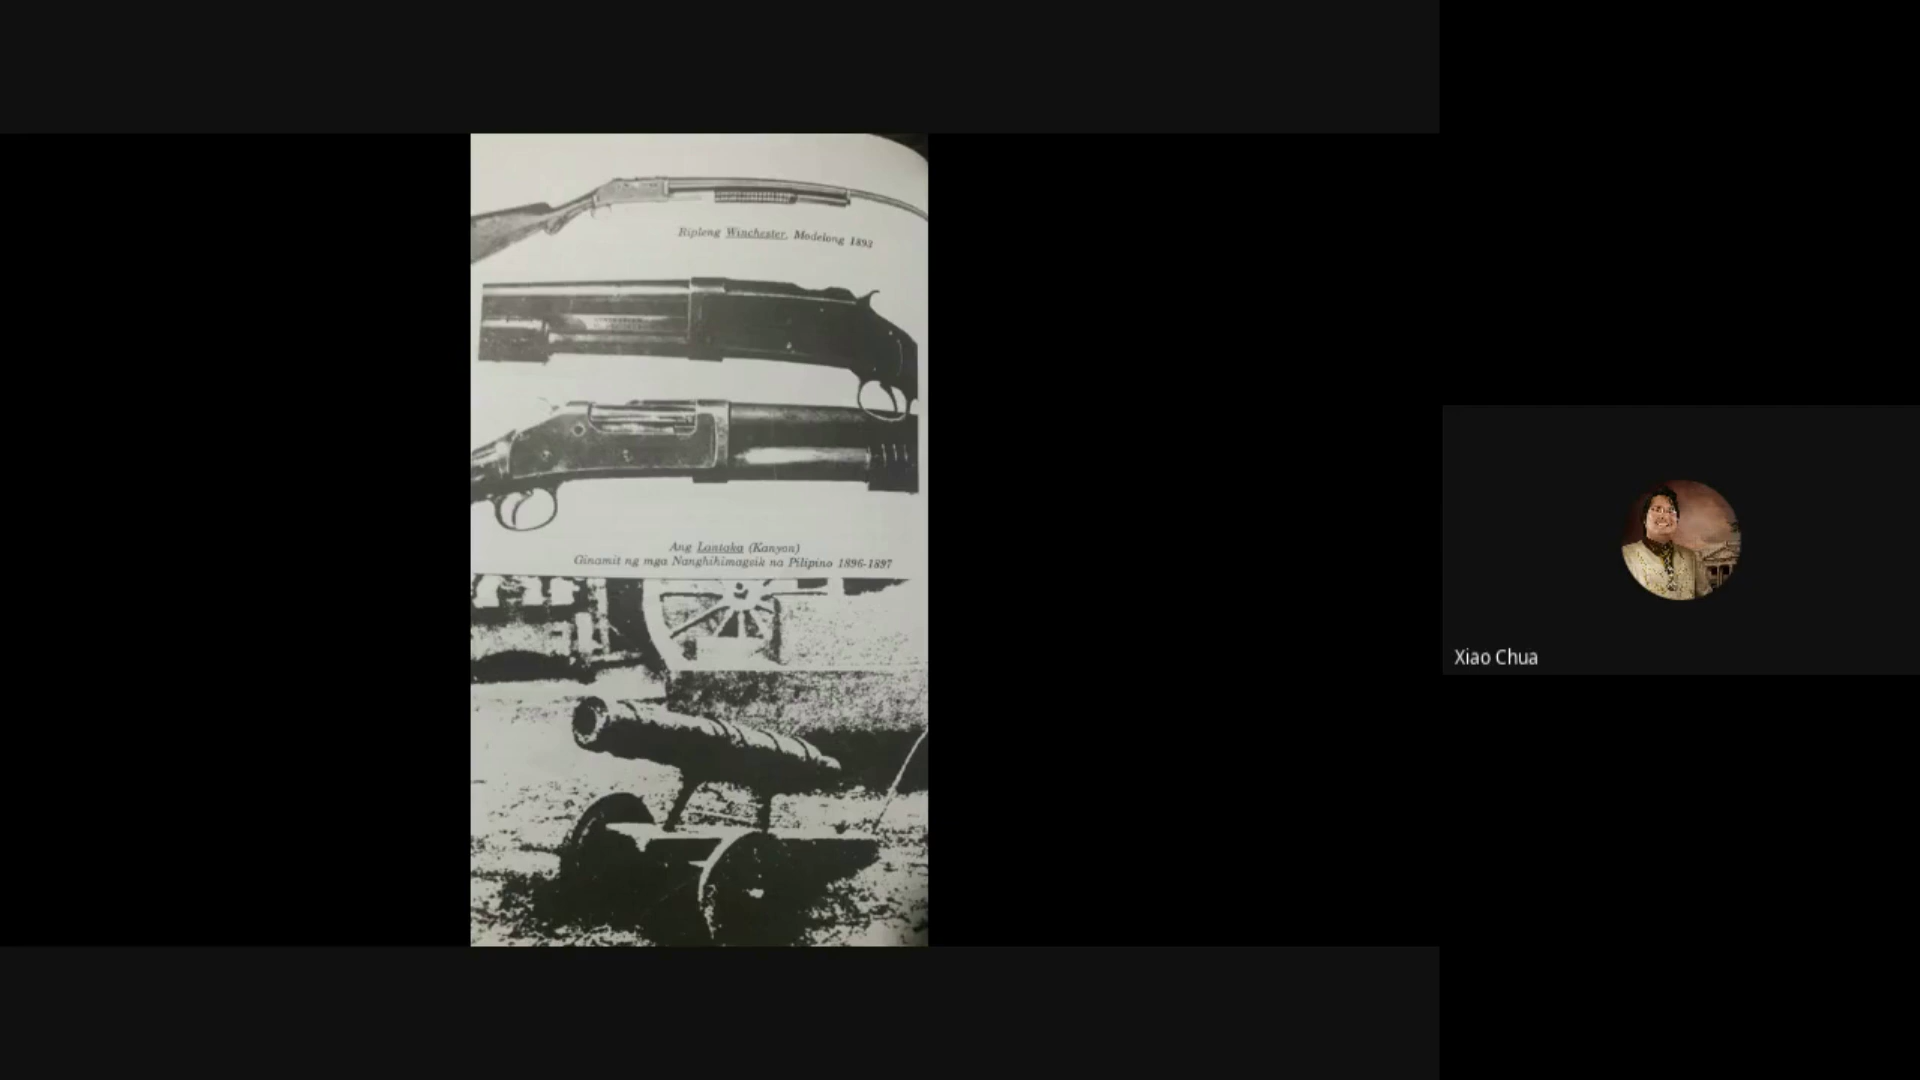 Ripleng Winchester, Modelong 1893
Ang Lantaka (Kanyon)
Ginamit ng mga Nanghihimagsik na Pilipino 1896-1897
Xiao Chua